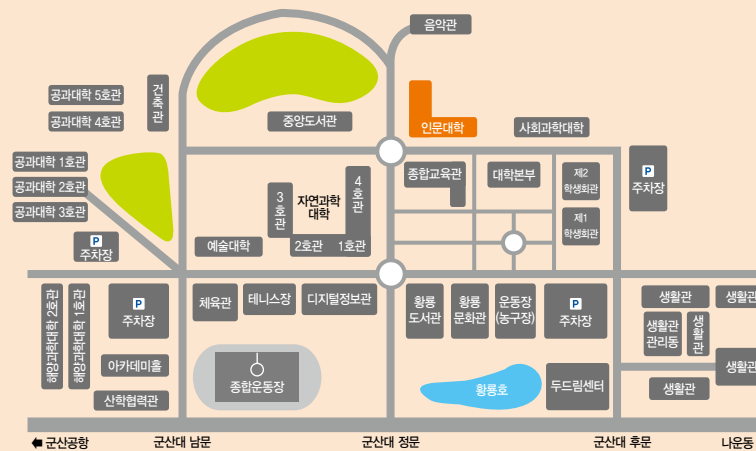 음악관
건축관
공과대학 5호관
공과대학 4호관
중앙도서관
인문대학
사회과학대학
공과대학 1호관
공과대학 2호관
공과대학 3호관
3호관
자연과학
대학
4호관
종합교육관
대학본부
제2
학생회관
P
주차장
제1
학생회관
P
주차장
예술대학
2호관
1호관
해양과학대학 2호관
해양과학대학 1호관
P
주차장
체육관
테니스장
디지털정보관
황룡
도서관
황룡
문화관
운동장
(농구장)
P
주차장
생활관
생활관
생활관
관리동
생활관
아카데미홀
종합운동장
황룡호
두드림센터
생활관
생활관
산학협력관
군산공항
군산대 남문
군산대 정문
군산대 후문
나운동